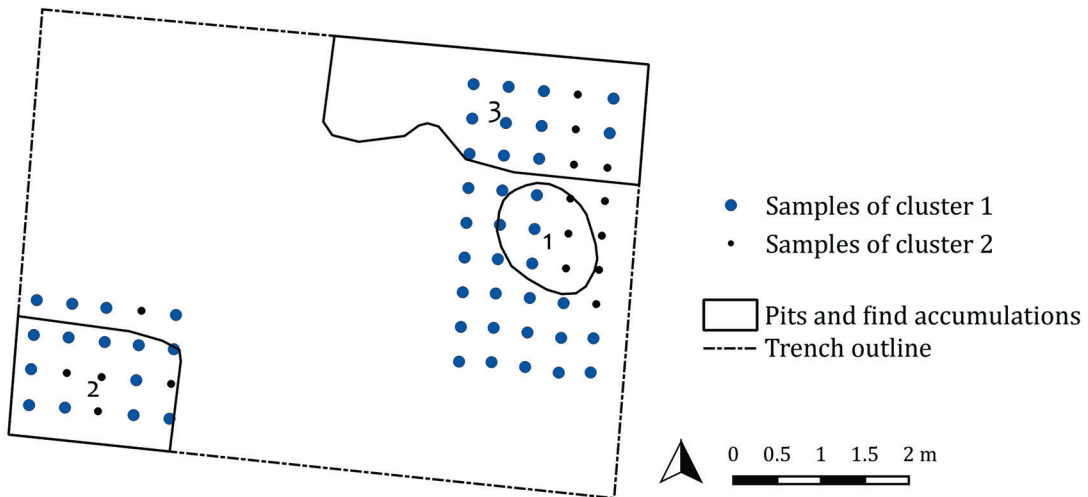 3
1
2
Samples of cluster 1
Samples of cluster 2
Pits and find accumulations
Trench outline
0 0.5 1 1.5 2 m